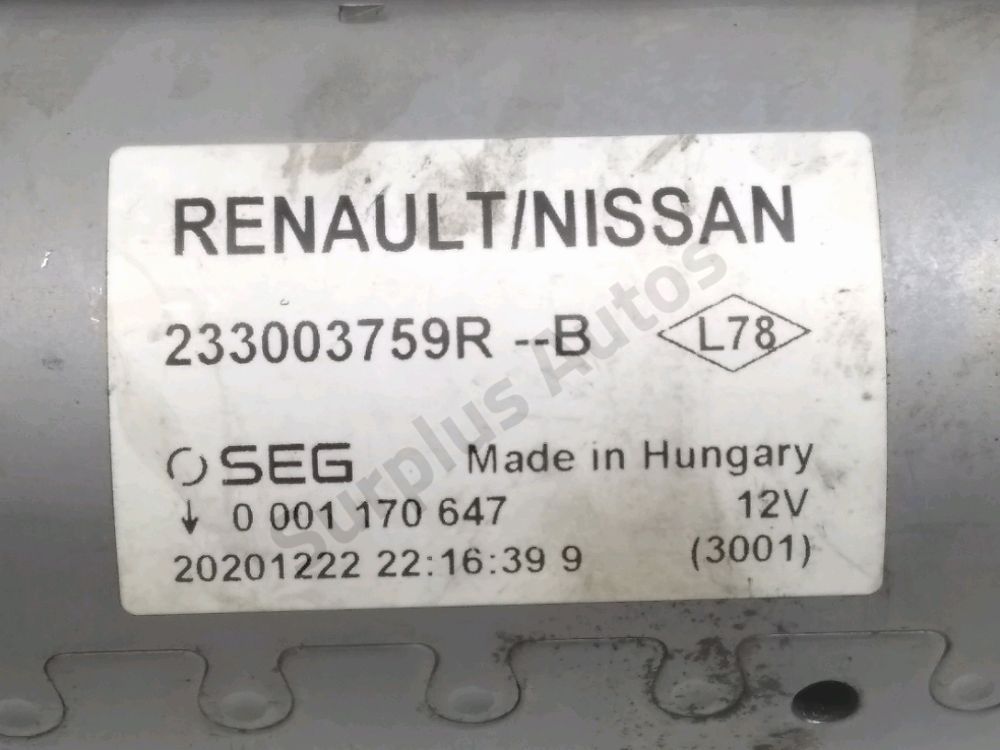 RENAULT/NISSAN
233003759R --B L78
SEG Made in Hungary
↓ 0 001 170 647 12V
20201222 22:16:39 9 (3001)
Surplus Autos